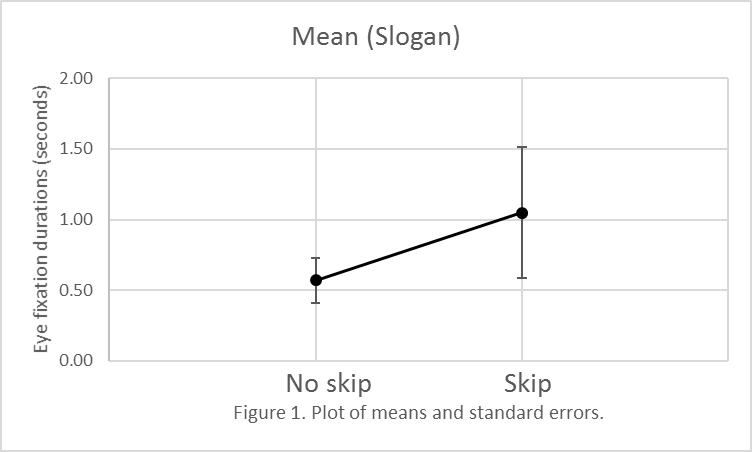 Mean (Slogan)
Eye fixation durations (seconds)
2.00
1.50
1.00
0.50
0.00
No skip
Skip
Figure 1. Plot of means and standard errors.